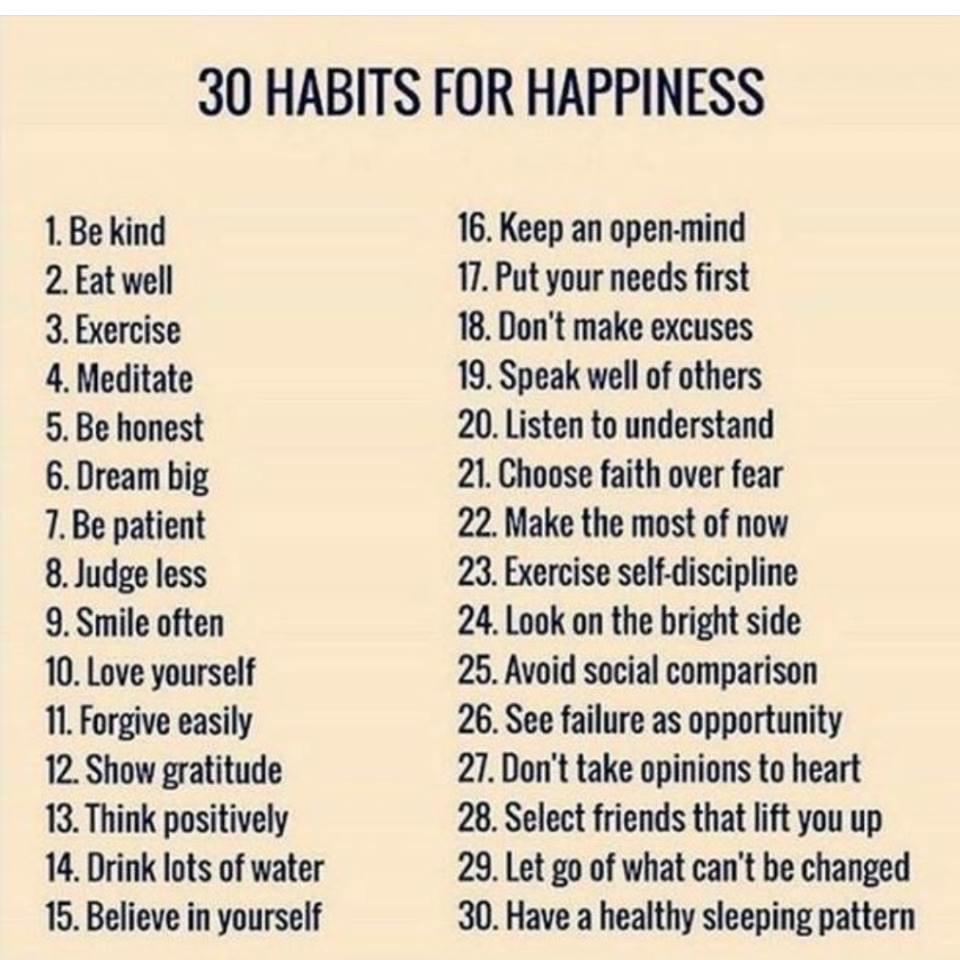 30 HABITS FOR HAPPINESS
1. Be kind
2. Eat well
3. Exercise
4. Meditate
5. Be honest
6. Dream big
7. Be patient
8. Judge less
9. Smile often
10. Love yourself
11. Forgive easily
12. Show gratitude
13. Think positively
14. Drink lots of water
15. Believe in yourself
16. Keep an open-mind
17. Put your needs first
18. Don't make excuses
19. Speak well of others
20. Listen to understand
21. Choose faith over fear
22. Make the most of now
23. Exercise self-discipline
24. Look on the bright side
25. Avoid social comparison
26. See failure as opportunity
27. Don't take opinions to heart
28. Select friends that lift you up
29. Let go of what can't be changed
30. Have a healthy sleeping pattern